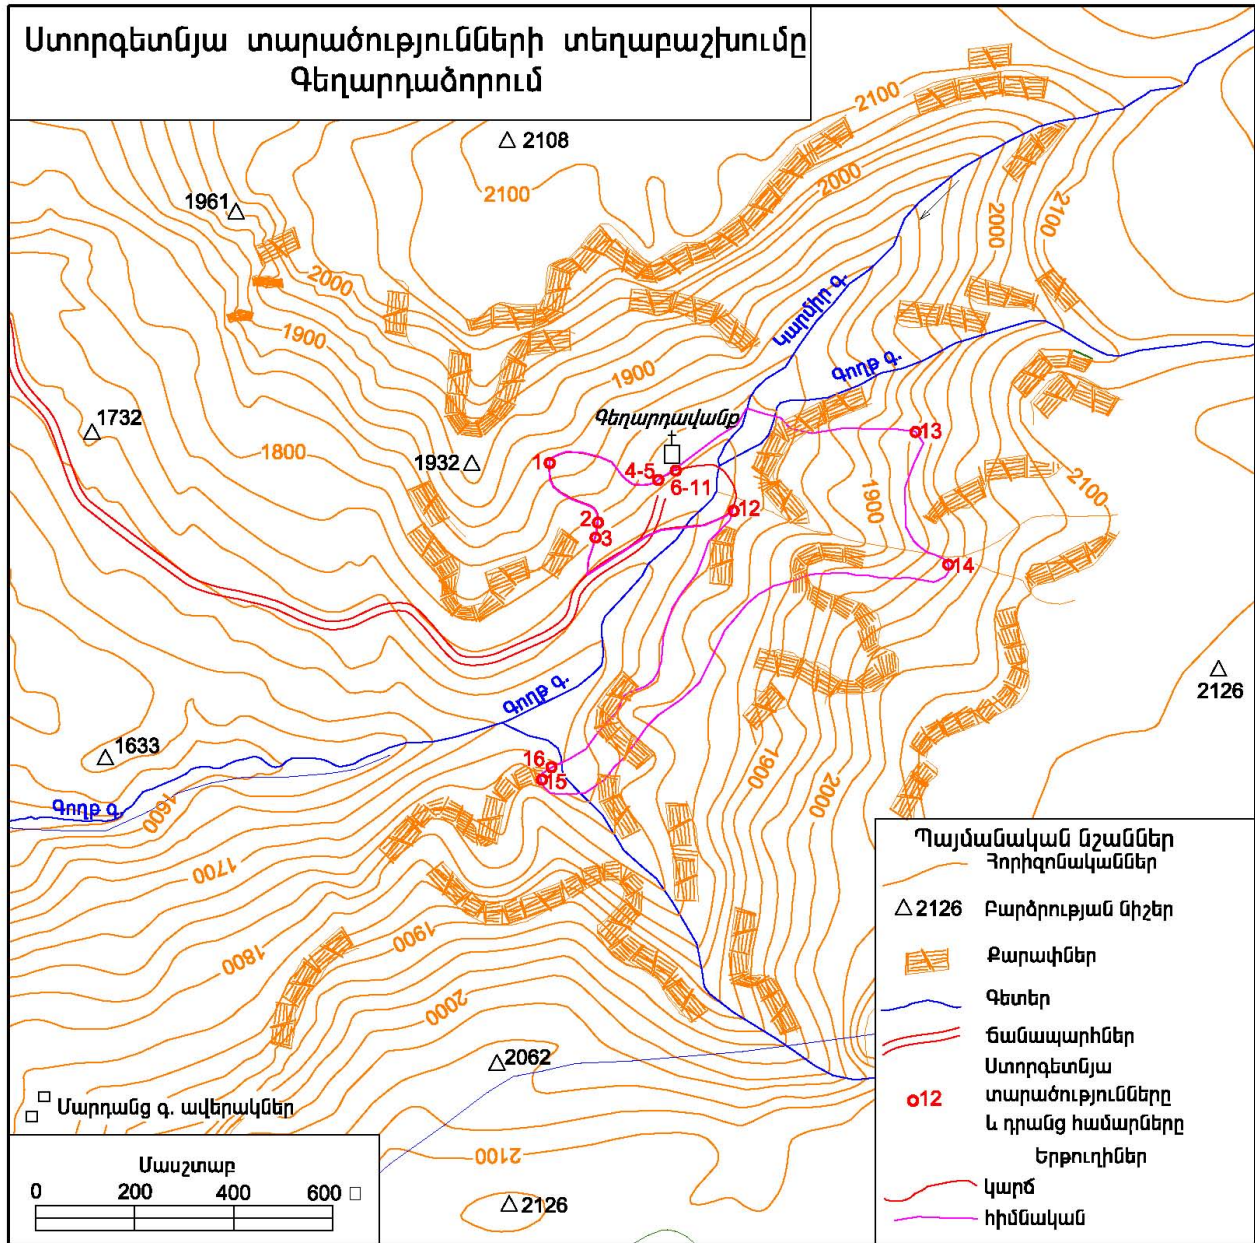 Ստորգետնյա տարածությունների տեղաբաշխումը
Գեղարդաձորում
2108
2100
2100
2000
2000
2100
1961
2000
1900
1900
Կարմիր գ.
Գողթ գ.
Գեղարդավանք
1732
1800
1932
1
4-5
6-11
2
3
12
13
1900
2100
14
Գողթ գ.
2126
1633
16
15
1900
2000
Գողթ գ.
1600
1700
1800
1900
2000
2062
Մարդանց գ. ավերակներ
2100
2126
Մասշտաբ
0 200 400 600 □
Պայմանական նշաններ
Հորիզոնականներ
2126 Բարձրության նիշեր
Քարափներ
Գետեր
Ճանապարհներ
Ստորգետնյա
12 տարածությունները
և դրանց համարները
Երթուղիներ
կարճ
հիմնական